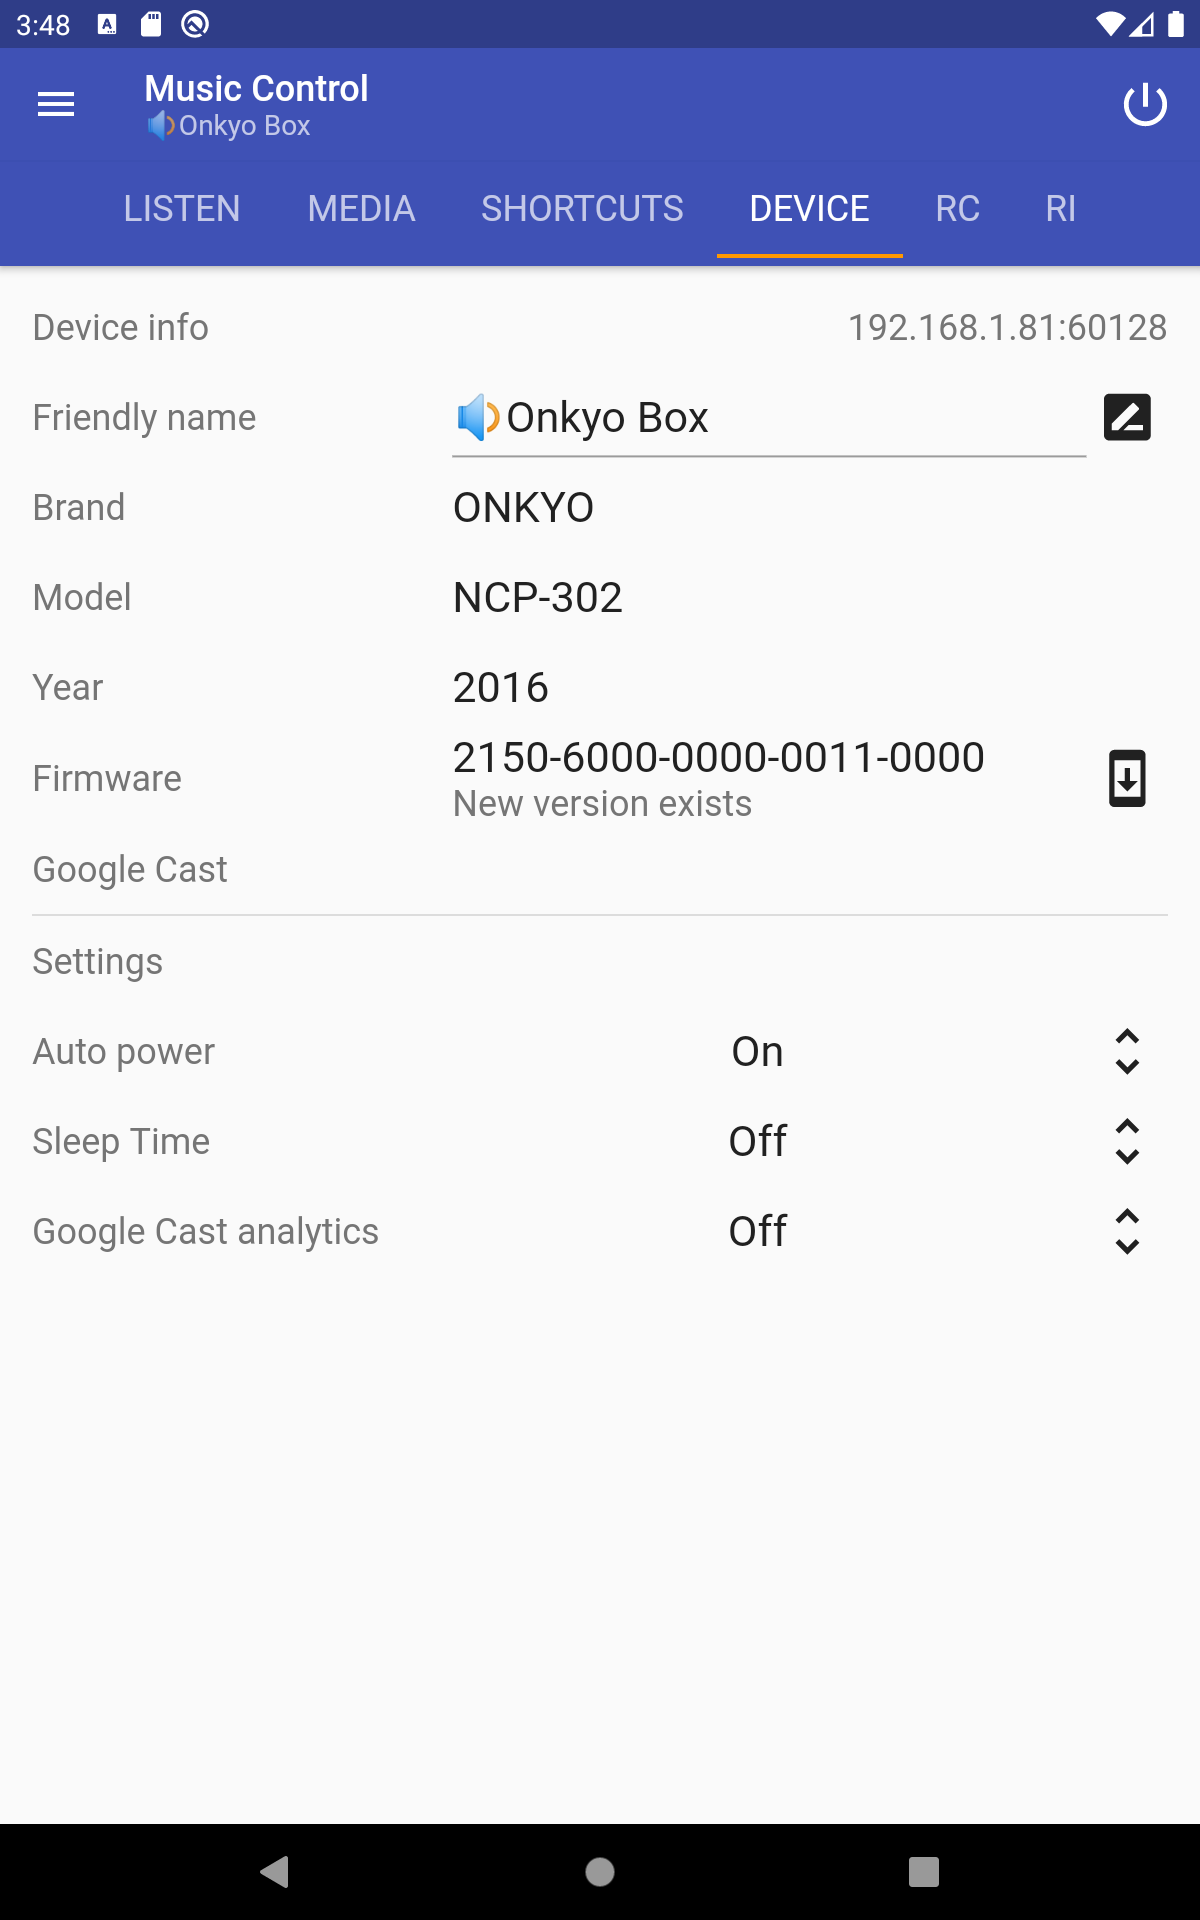 3:48
Music Control
🔉Onkyo Box
LISTEN MEDIA SHORTCUTS DEVICE RC RI
Device info 192.168.1.81:60128
Friendly name 🔉Onkyo Box
Brand ONKYO
Model NCP-302
Year 2016
Firmware 2150-6000-0000-0011-0000
New version exists
Google Cast
Settings
Auto power On
Sleep Time Off
Google Cast analytics Off